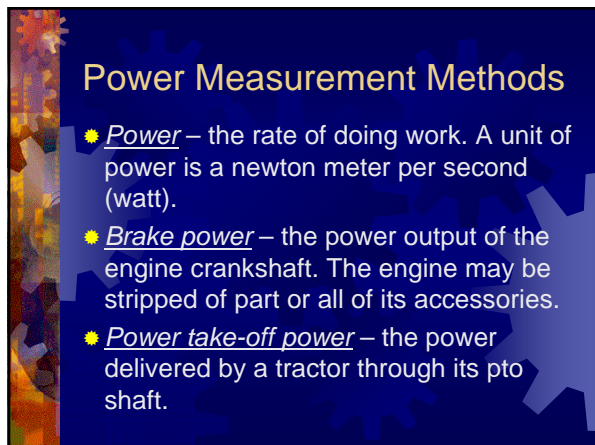 Power Measurement Methods
Power – the rate of doing work. A unit of
power is a newton meter per second
(watt).
Brake power – the power output of the
engine crankshaft. The engine may be
stripped of part or all of its accessories.
Power take-off power – the power
delivered by a tractor through its pto
shaft.